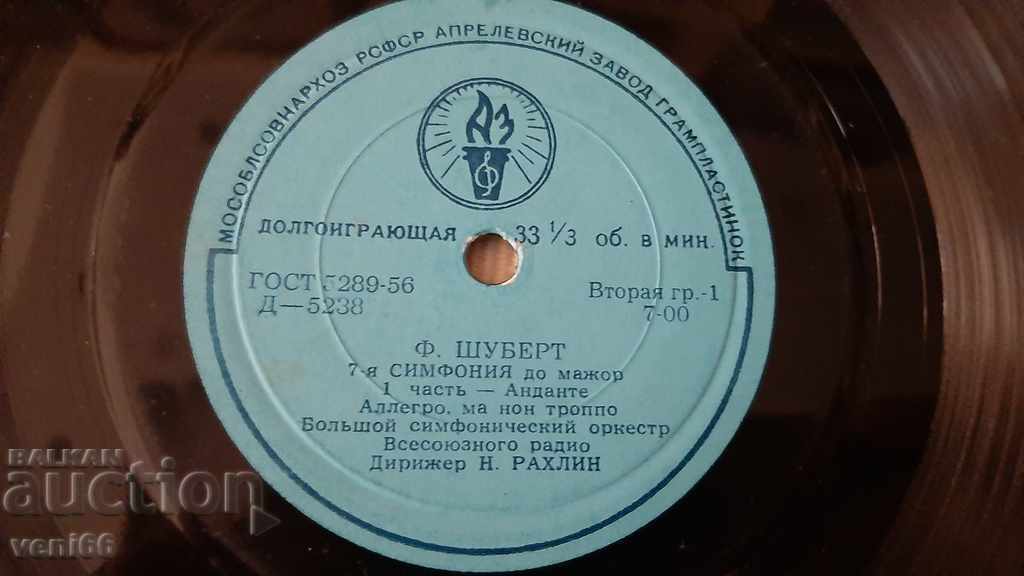 МОСОБЛСОВНАРХОЗ РСФСР АПРЕЛЕВСКИЙ ЗАВОД ГРАМПЛАСТИНОК
АЗ
ДОЛГОИГРАЮЩАЯ 33 1/3 об. в мин.
ГОСТ 5289-56
Д—5238
Вторая гр.-1
7-00
Ф. ШУБЕРТ
7-я СИМФОНИЯ до мажор
1 часть — Анданте
Аллегро, ма нон троппо
Большой симфонический оркестр
Всесоюзного радио
Дирижер Н. РАХЛИН
BALKAN
auction
veni66